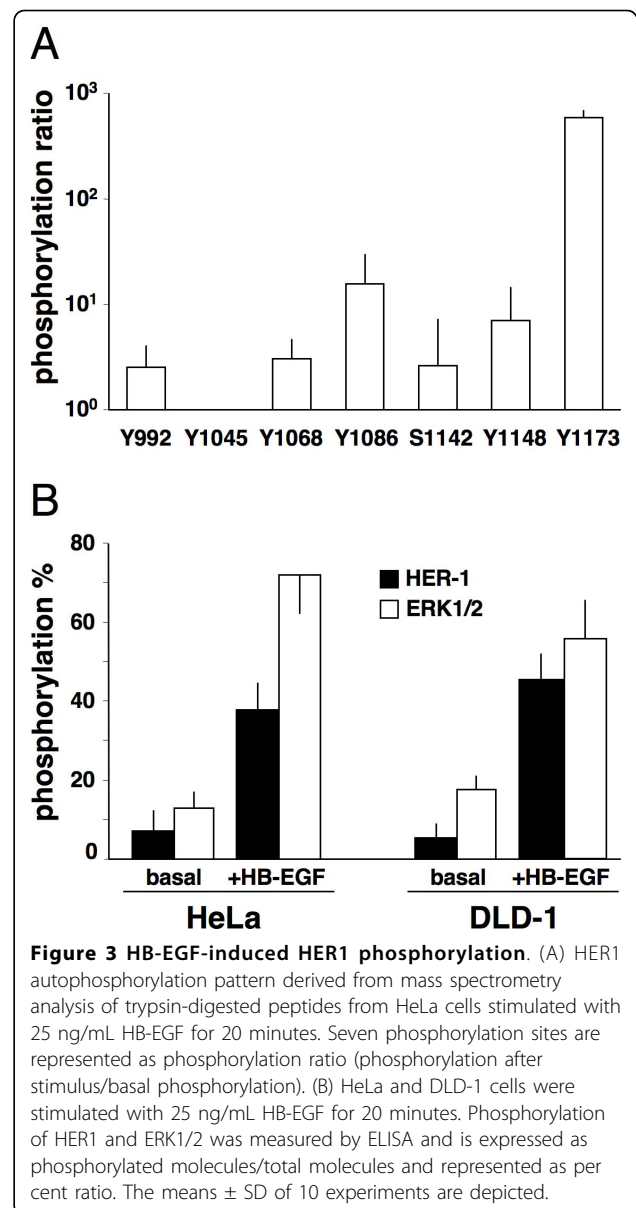 A
phosphorylation ratio
10³
10²
10¹
10⁰
Y992 Y1045 Y1068 Y1086 S1142 Y1148 Y1173
B
phosphorylation %
80
60
40
20
0
HER-1
ERK1/2
basal +HB-EGF basal +HB-EGF
HeLa DLD-1
Figure 3 HB-EGF-induced HER1 phosphorylation. (A) HER1
autophosphorylation pattern derived from mass spectrometry
analysis of trypsin-digested peptides from HeLa cells stimulated with
25 ng/mL HB-EGF for 20 minutes. Seven phosphorylation sites are
represented as phosphorylation ratio (phosphorylation after
stimulus/basal phosphorylation). (B) HeLa and DLD-1 cells were
stimulated with 25 ng/mL HB-EGF for 20 minutes. Phosphorylation
of HER1 and ERK1/2 was measured by ELISA and is expressed as
phosphorylated molecules/total molecules and represented as per
cent ratio. The means ± SD of 10 experiments are depicted.